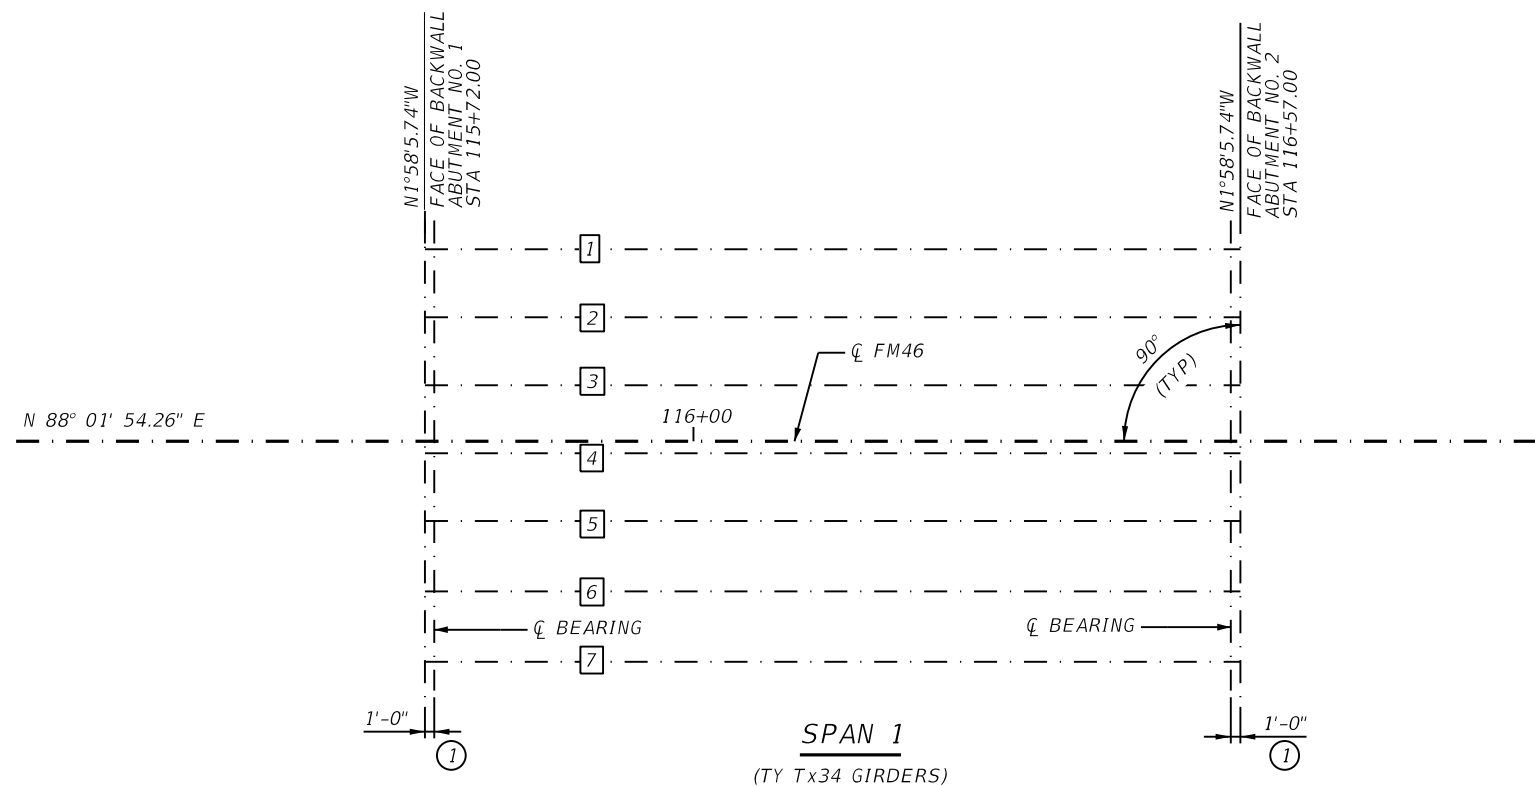 N1°58'5.74"W
FACE OF BACKWALL
ABUTMENT NO. 1
STA 115+72.00
N1°58'5.74"W
FACE OF BACKWALL
ABUTMENT NO. 2
STA 116+57.00
1
2
3
℄ FM46
90°
(TYP)
N 88° 01' 54.26" E
116+00
4
5
6
℄ BEARING
℄ BEARING
7
1'-0"
1
SPAN 1
(TY Tx34 GIRDERS)
1'-0"
1